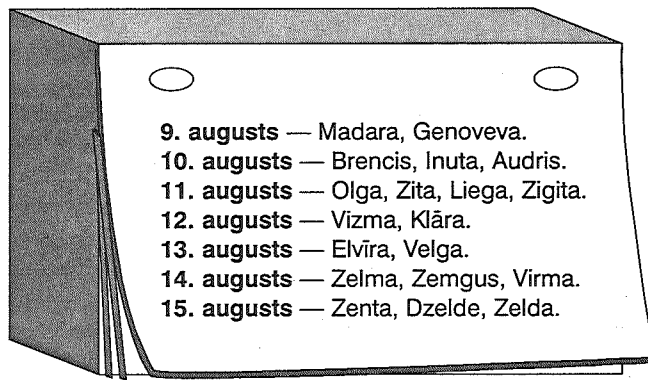 9. augusts — Madara, Genoveva.
10. augusts — Brencis, Inuta, Audris.
11. augusts — Olga, Zita, Liega, Zigita.
12. augusts — Vizma, Klāra.
13. augusts — Elvīra, Velga.
14. augusts — Zelma, Zemgus, Virma.
15. augusts — Zenta, Dzelde, Zelda.